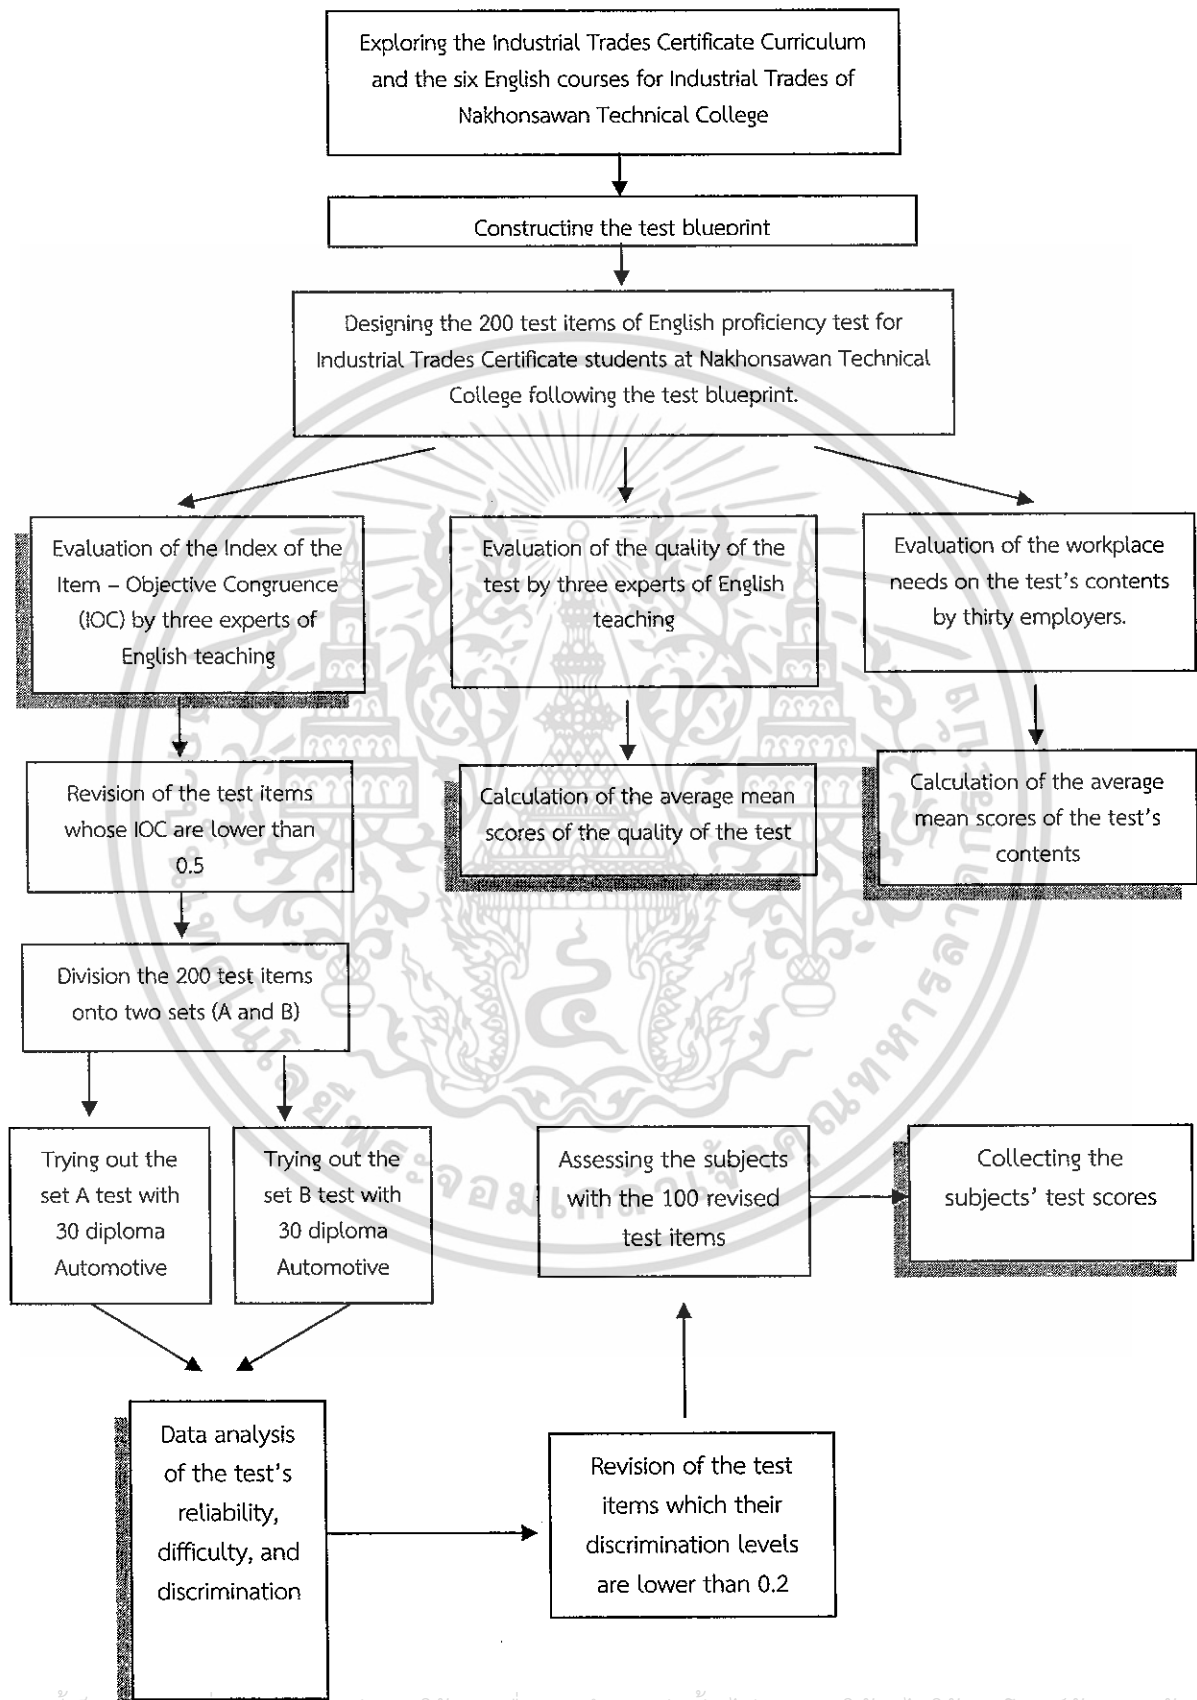 Exploring the Industrial Trades Certificate Curriculum
and the six English courses for Industrial Trades of
Nakhonsawan Technical College
Constructing the test blueprint
Designing the 200 test items of English proficiency test for
Industrial Trades Certificate students at Nakhonsawan Technical
College following the test blueprint.
Evaluation of the Index of the
Item – Objective Congruence
(IOC) by three experts of
English teaching
Evaluation of the quality of the
test by three experts of English
teaching
Evaluation of the workplace
needs on the test's contents
by thirty employers.
Revision of the test items
whose IOC are lower than
0.5
Calculation of the average mean
scores of the quality of the test
Calculation of the average
mean scores of the test's
contents
Division the 200 test items
onto two sets (A and B)
Trying out the
set A test with
30 diploma
Automotive
Trying out the
set B test with
30 diploma
Automotive
Assessing the subjects
with the 100 revised
test items
Collecting the
subjects' test scores
Data analysis
of the test's
reliability,
difficulty, and
discrimination
Revision of the test
items which their
discrimination levels
are lower than 0.2